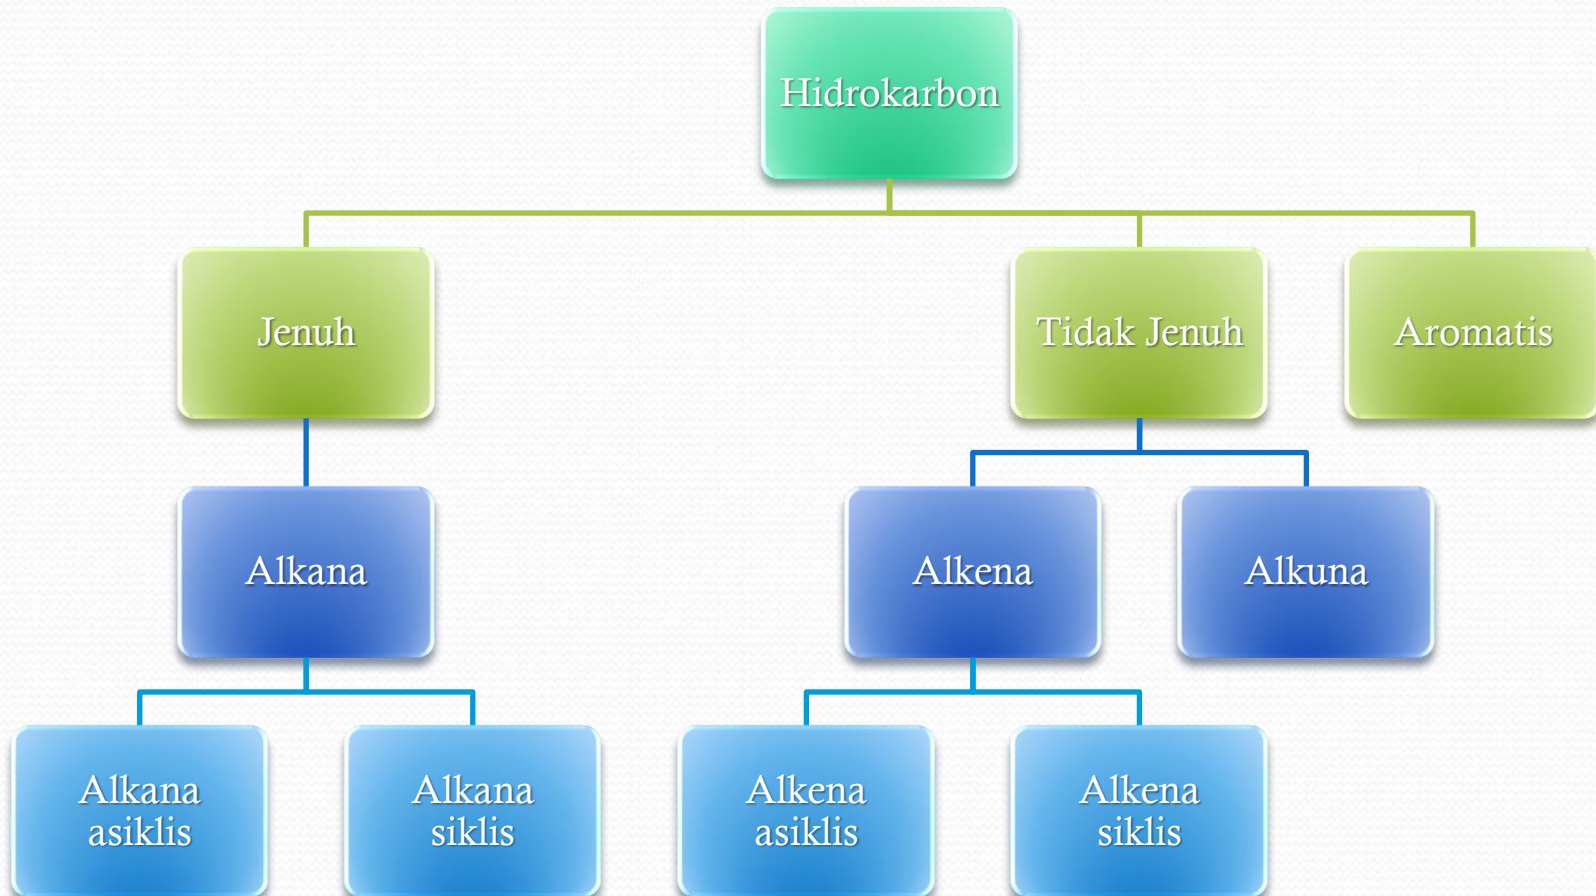 Hidrokarbon
Jenuh
Tidak Jenuh
Aromatis
Alkana
Alkena
Alkuna
Alkana
asiklis
Alkana
siklis
Alkena
asiklis
Alkena
siklis